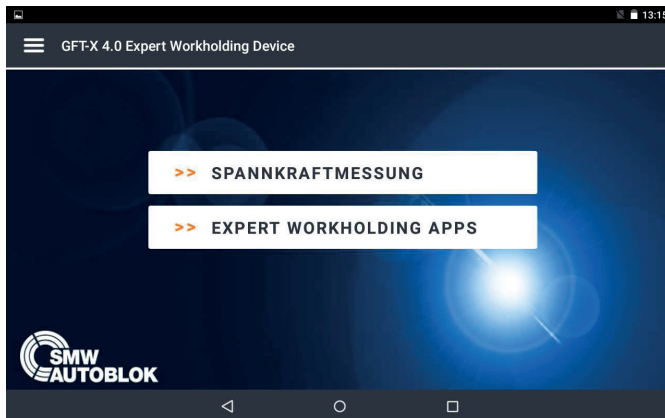 13:15
GFT-X 4.0 Expert Workholding Device
>> SPANNKRAFTMESSUNG
>> EXPERT WORKHOLDING APPS
SMW
AUTOBLOK